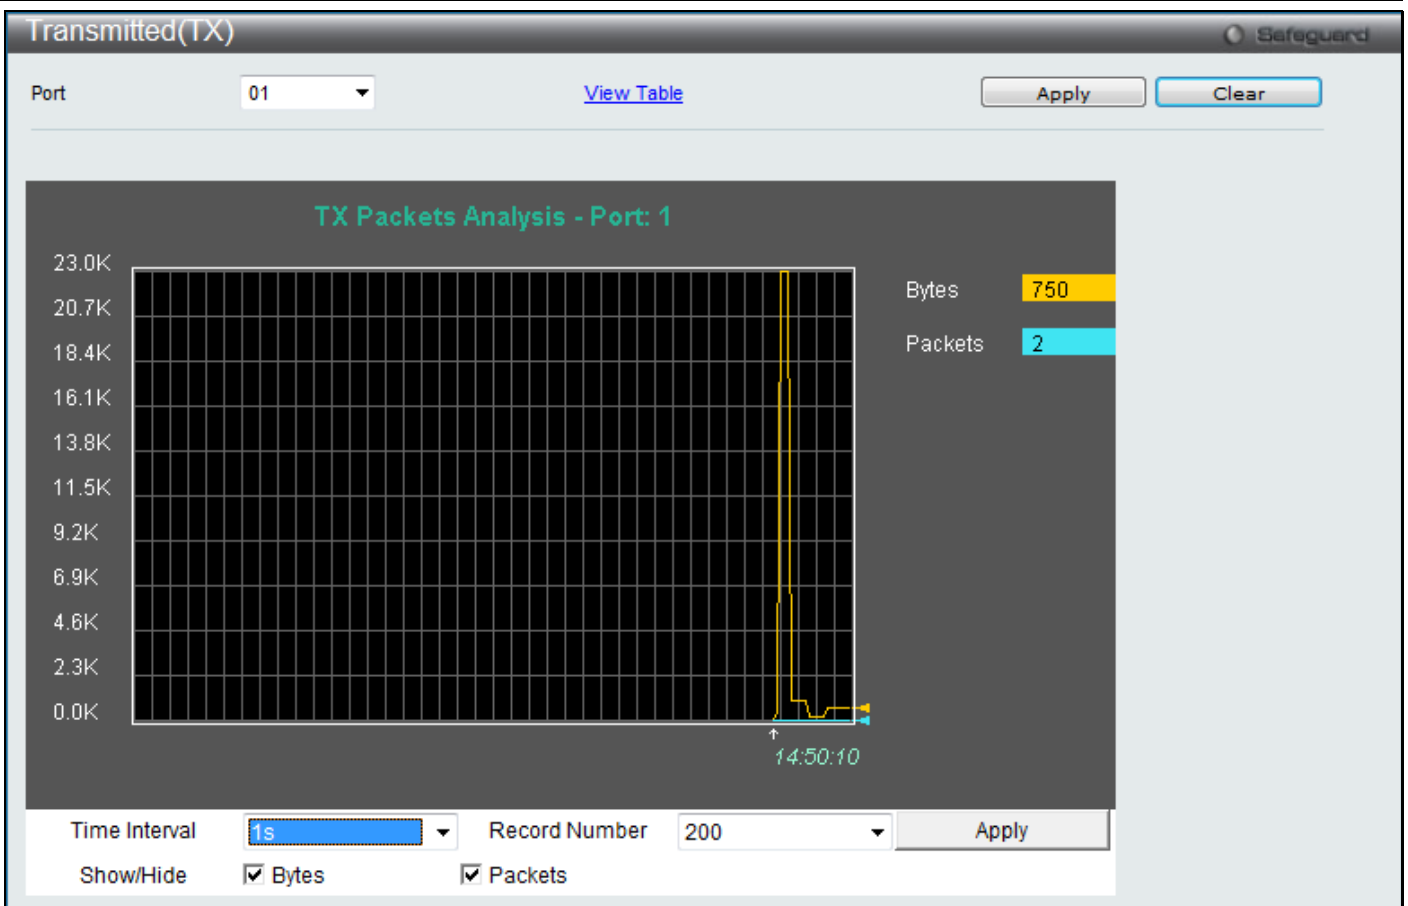 Transmitted(TX)
Safeguard
Port 01 View Table Apply Clear
TX Packets Analysis - Port: 1
23.0K
20.7K
18.4K
16.1K
13.8K
11.5K
9.2K
6.9K
4.6K
2.3K
0.0K
Bytes 750
Packets 2
14:50:10
Time Interval 1s Record Number 200 Apply
Show/Hide Bytes Packets